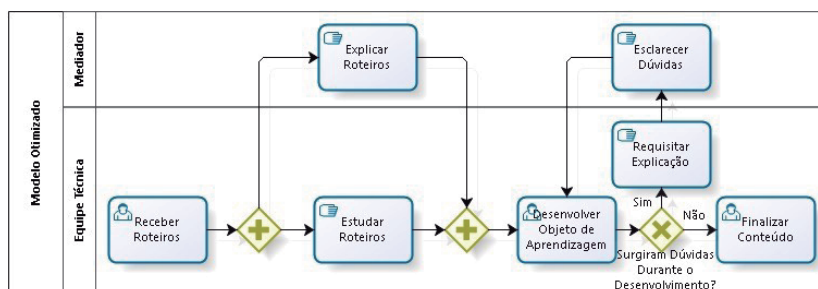 Modelo Otimizado
Mediador
Explicar
Roteiros
Esclarecer
Dúvidas
Equipe Técnica
Receber
Roteiros
Estudar
Roteiros
Desenvolver
Objeto de
Aprendizagem
Requisitar
Explicação
Sim
Não
Surgiram Dúvidas
Durante o
Desenvolvimento?
Finalizar
Conteúdo